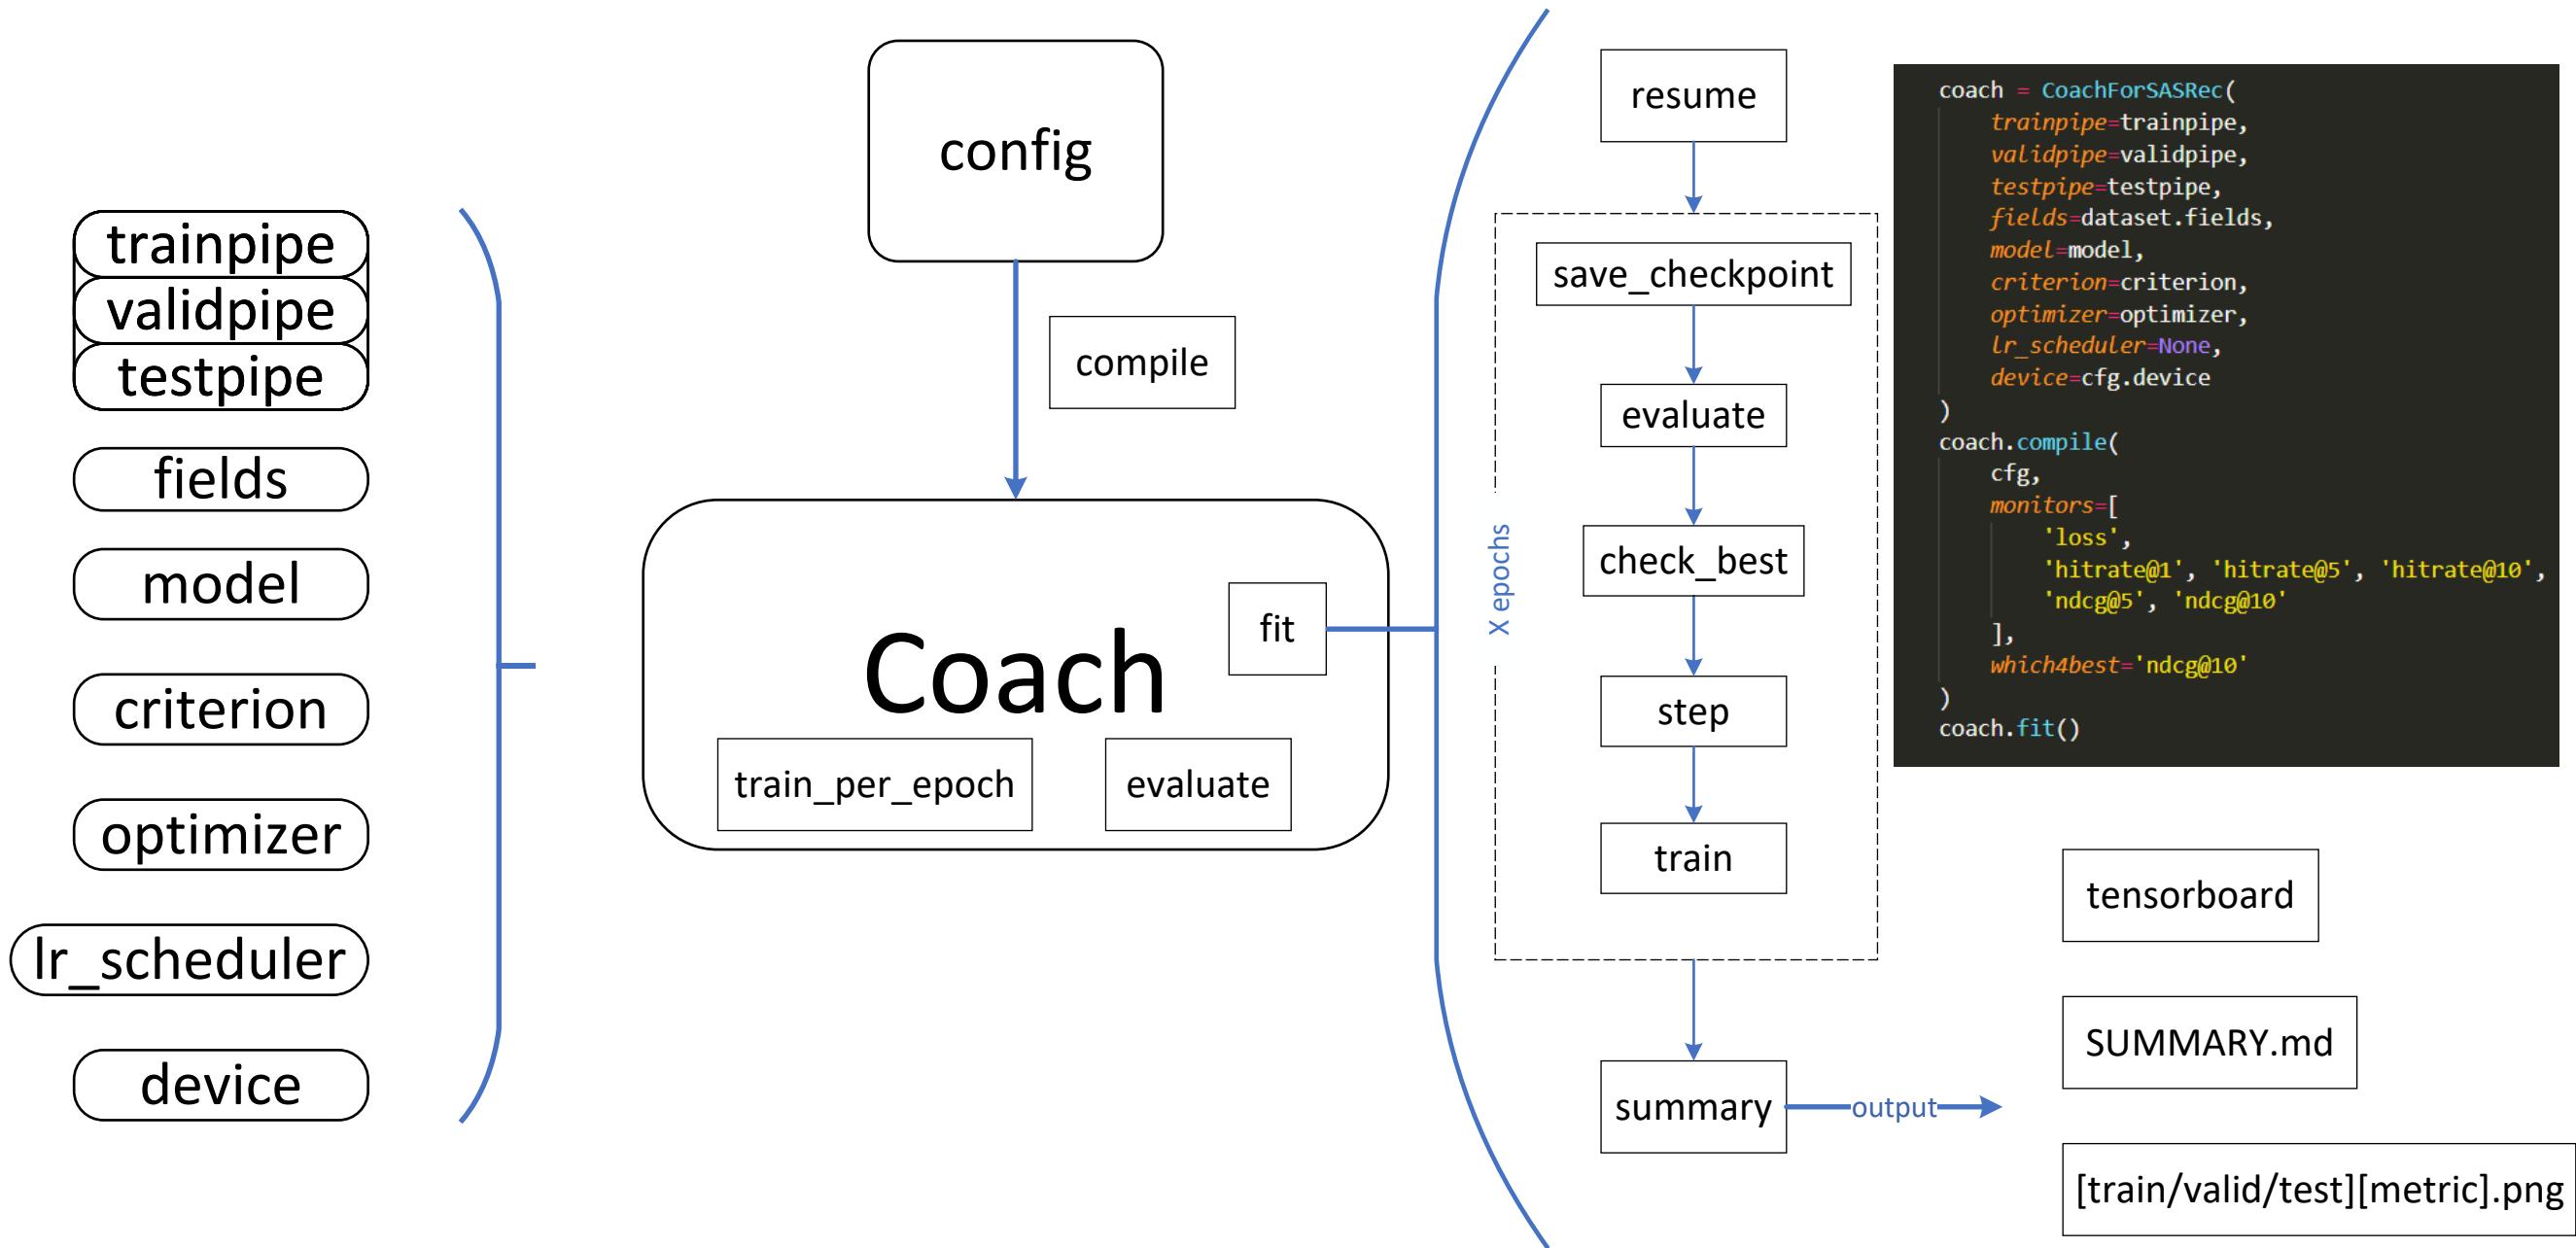 trainpipe
validpipe
testpipe
fields
model
criterion
optimizer
lr_scheduler
device
config
compile
Coach
fit
train_per_epoch
evaluate
resume
X epochs
save_checkpoint
evaluate
check_best
step
train
summary
output
coach = CoachForSASRec(
    trainpipe=trainpipe,
    validpipe=validpipe,
    testpipe=testpipe,
    fields=dataset.fields,
    model=model,
    criterion=criterion,
    optimizer=optimizer,
    lr_scheduler=None,
    device=cfg.device
)
coach.compile(
    cfg,
    monitors=[
        'loss',
        'hitrate@1', 'hitrate@5', 'hitrate@10',
        'ndcg@5', 'ndcg@10'
    ],
    which4best='ndcg@10'
)
coach.fit()
tensorboard
SUMMARY.md
[train/valid/test][metric].png